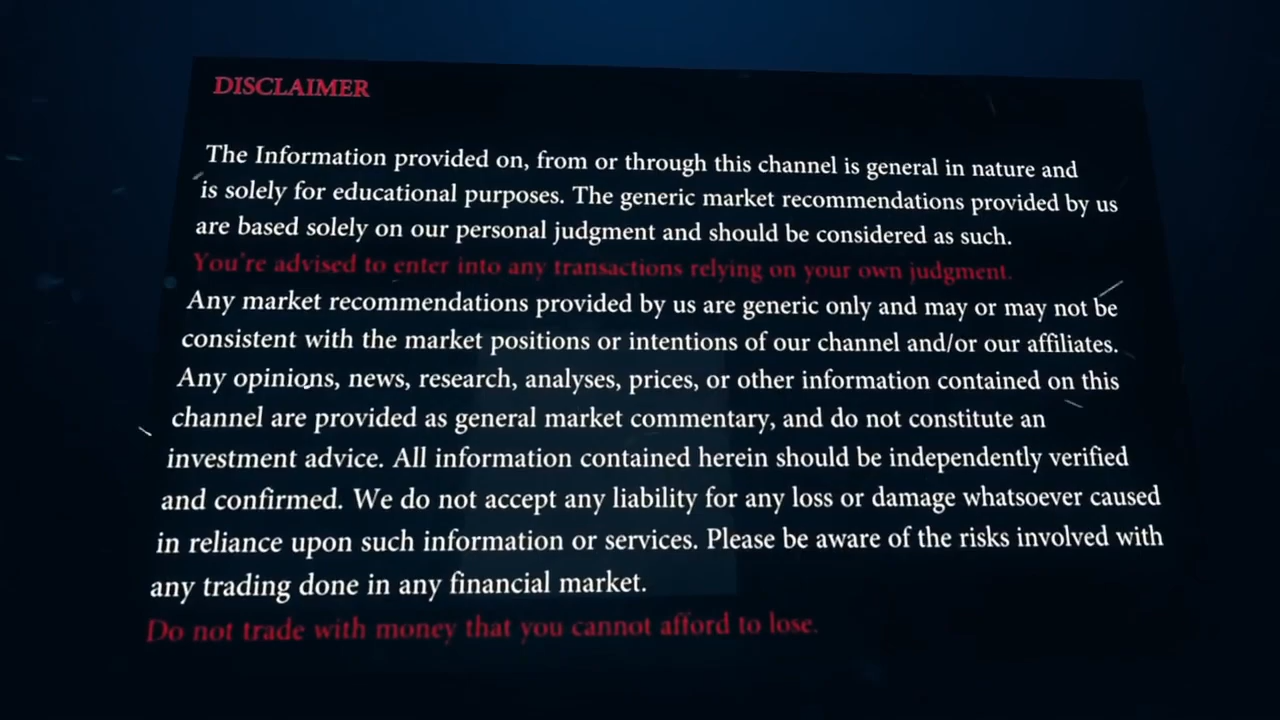 DISCLAIMER
The Information provided on, from or through this channel is general in nature and
is solely for educational purposes. The generic market recommendations provided by us
are based solely on our personal judgment and should be considered as such.
You're advised to enter into any transactions relying on your own judgment.
Any market recommendations provided by us are generic only and may or may not be
consistent with the market positions or intentions of our channel and/or our affiliates.
Any opinions, news, research, analyses, prices, or other information contained on this
channel are provided as general market commentary, and do not constitute an
investment advice. All information contained herein should be independently verified
and confirmed. We do not accept any liability for any loss or damage whatsoever caused
in reliance upon such information or services. Please be aware of the risks involved with
any trading done in any financial market.
Do not trade with money that you cannot afford to lose.